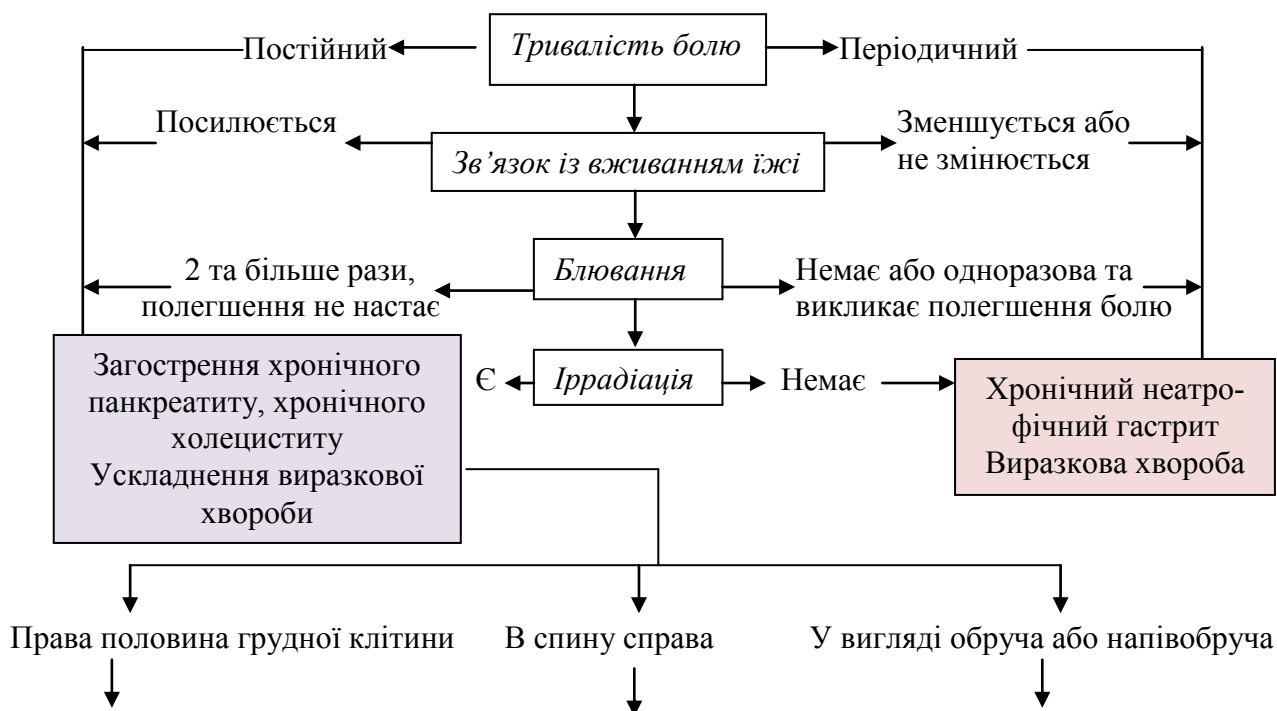 Постійний
Тривалість болю
Періодичний
Посилюється
Зв’язок із вживанням їжі
Зменшується або
не змінюється
2 та більше рази,
полегшення не настає
Блювання
Немає або одноразова та
викликає полегшення болю
Є
Іррадіація
Немає
Загострення хронічного
панкреатиту, хронічного
холециститу
Ускладнення виразкової
хвороби
Хронічний неатро-
фічний гастрит
Виразкова хвороба
Права половина грудної клітини
В спину справа
У вигляді обруча або напівобруча